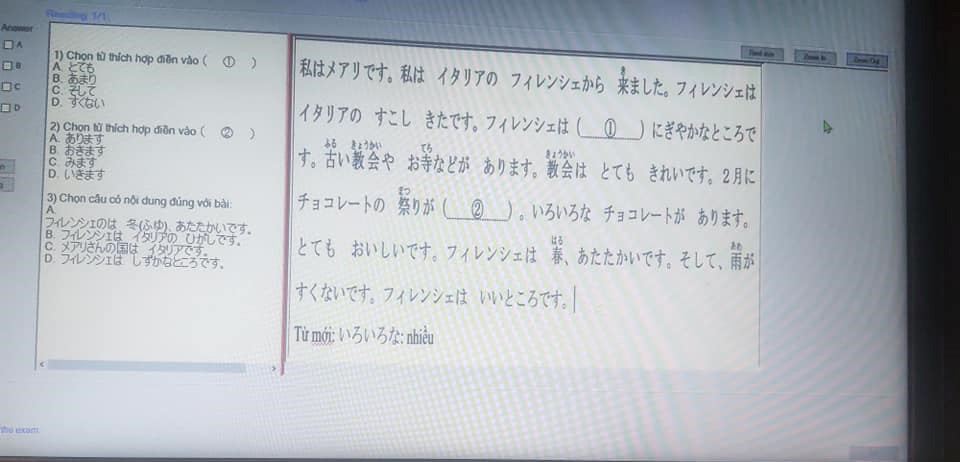 Reading: 1/1
Answer
A
B
C
D
1) Chọn từ thích hợp điền vào ( ① )
A. とても
B. あまり
C. そして
D. すくない
2) Chọn từ thích hợp điền vào ( ② )
A. あります
B. おきます
C. みます
D. いきます
3) Chọn câu có nội dung đúng với bài:
A.
フィレンシェのは 冬(ふゆ)、あたたかいです。
B. フィレンシェは イタリアの ひがしです。
C. メアリさんの国は イタリアです。
D. フィレンシェは しずかなところです。
Zoom In
Zoom Out
私はメアリです。私は イタリアの フィレンシェから 来ました。フィレンシェは
イタリアの すこし きたです。フィレンシェは ( ① ) にぎやかなところで
す。古い教会や お寺などが あります。教会は とても きれいです。2月に
チョコレートの 祭りが ( ② ) 。いろいろな チョコレートが あります。
とても おいしいです。フィレンシェは 春、あたたかいです。そして、雨が
すくないです。フィレンシェは いいところです。
Từ mới: いろいろな: nhiều
the exam.